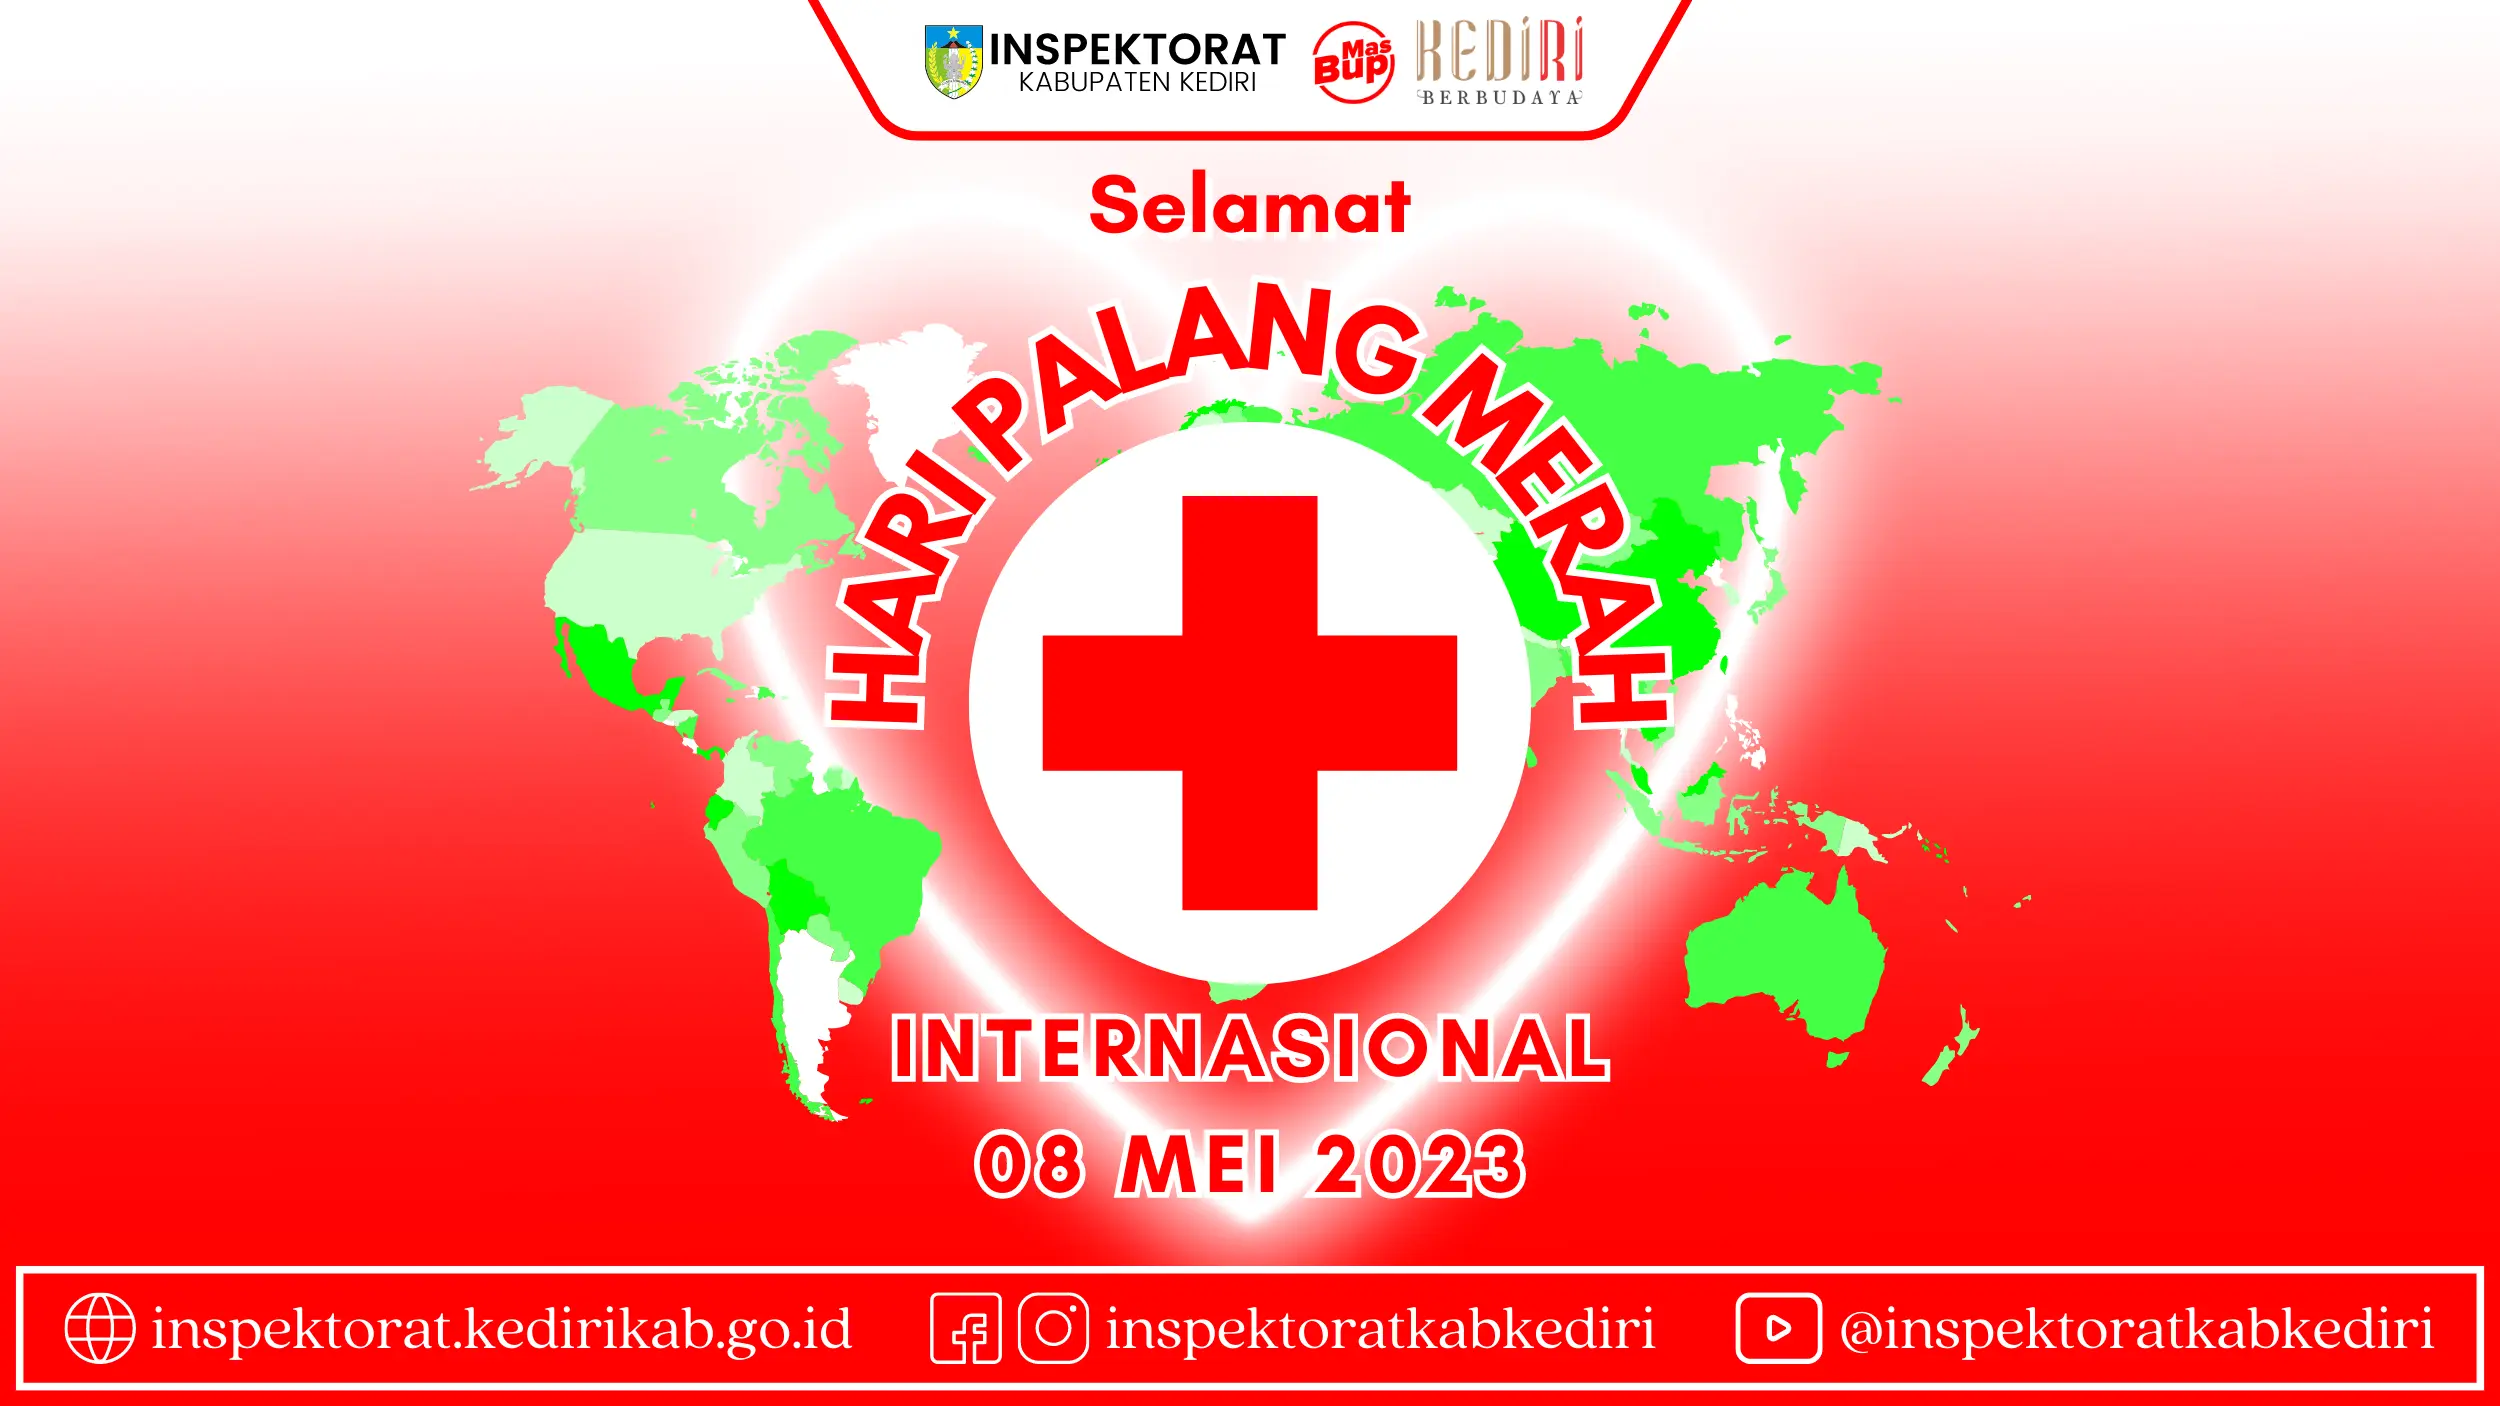 INSPEKTORAT
KABUPATEN KEDIRI
Mas
Bup
KEDIRI
BERBUDAYA
Selamat
HARI PALANG MERAH
INTERNASIONAL
08 MEI 2023
inspektorat.kedirikab.go.id
inspektoratkabkediri
@inspektoratkabkediri